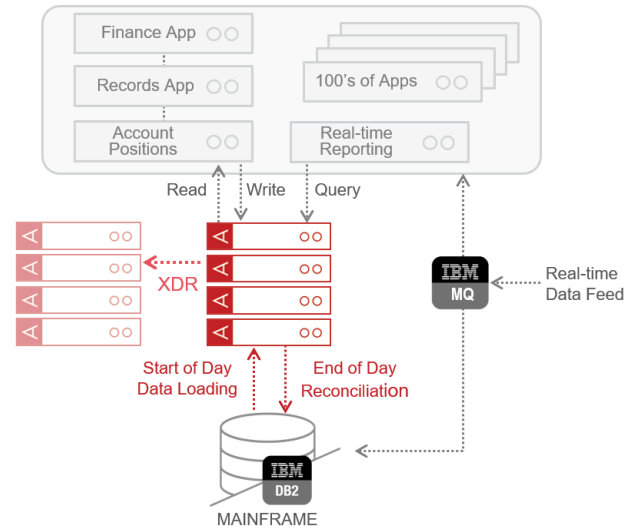 Finance App
Records App
100's of Apps
Account
Positions
Real-time
Reporting
Read
Write
Query
XDR
IBM
MQ
Real-time
Data Feed
Start of Day
Data Loading
End of Day
Reconciliation
IBM
DB2
MAINFRAME